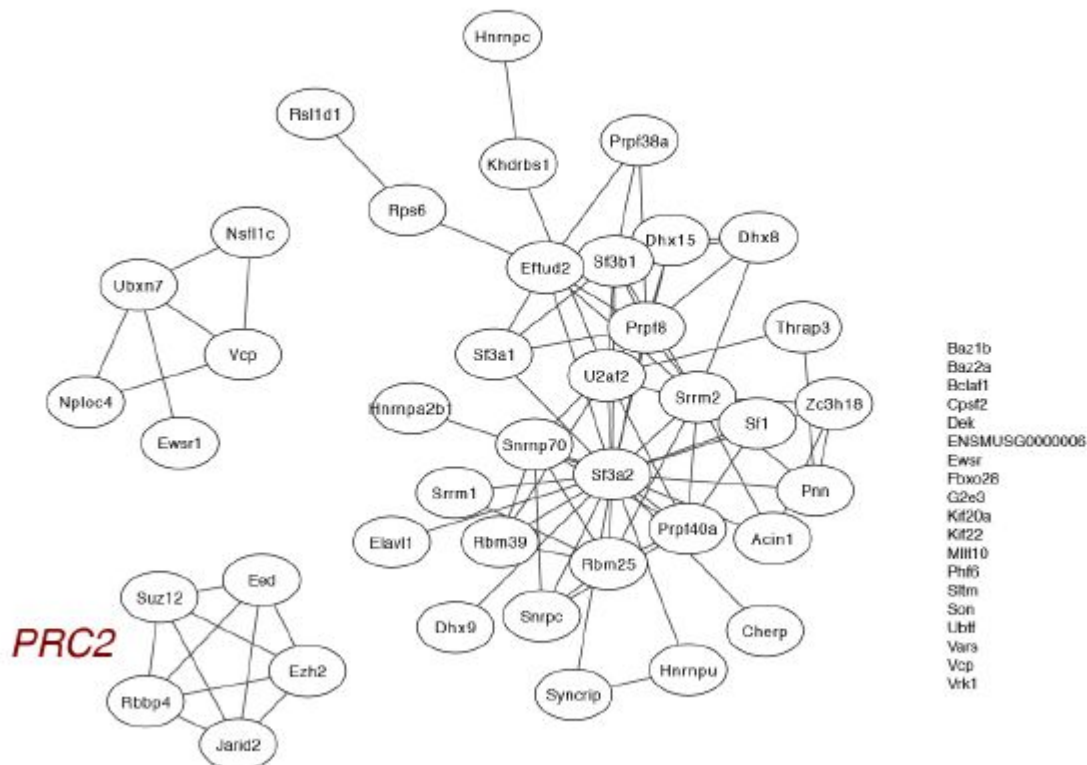 Hnrnpc
Rsl1d1
Prpf38a
Khdrbs1
Rps6
Nsfl1c
Dhx15
Dhx8
Sf3b1
Eftud2
Ubxn7
Prpf8
Thrap3
Vcp
Sf3a1
U2af2
Srrm2
Zc3h18
Hnrnpa2b1
Nploc4
Sf1
Ewsr1
Snrnp70
Sf3a2
Pnn
Srrm1
Prpf40a
Acin1
Elavl1
Rbm39
Rbm25
Eed
Suz12
Snrpc
Dhx9
Cherp
PRC2
Ezh2
Hnrnpu
Rbbp4
Syncrip
Jarid2
Baz1b
Baz2a
Bclaf1
Cpsf2
Dek
ENSMUSG0000006
Ewsr
Fbxo28
G2e3
Kif20a
Kif22
Mllt10
Phf6
Sltm
Son
Ubtf
Vars
Vcp
Vrk1